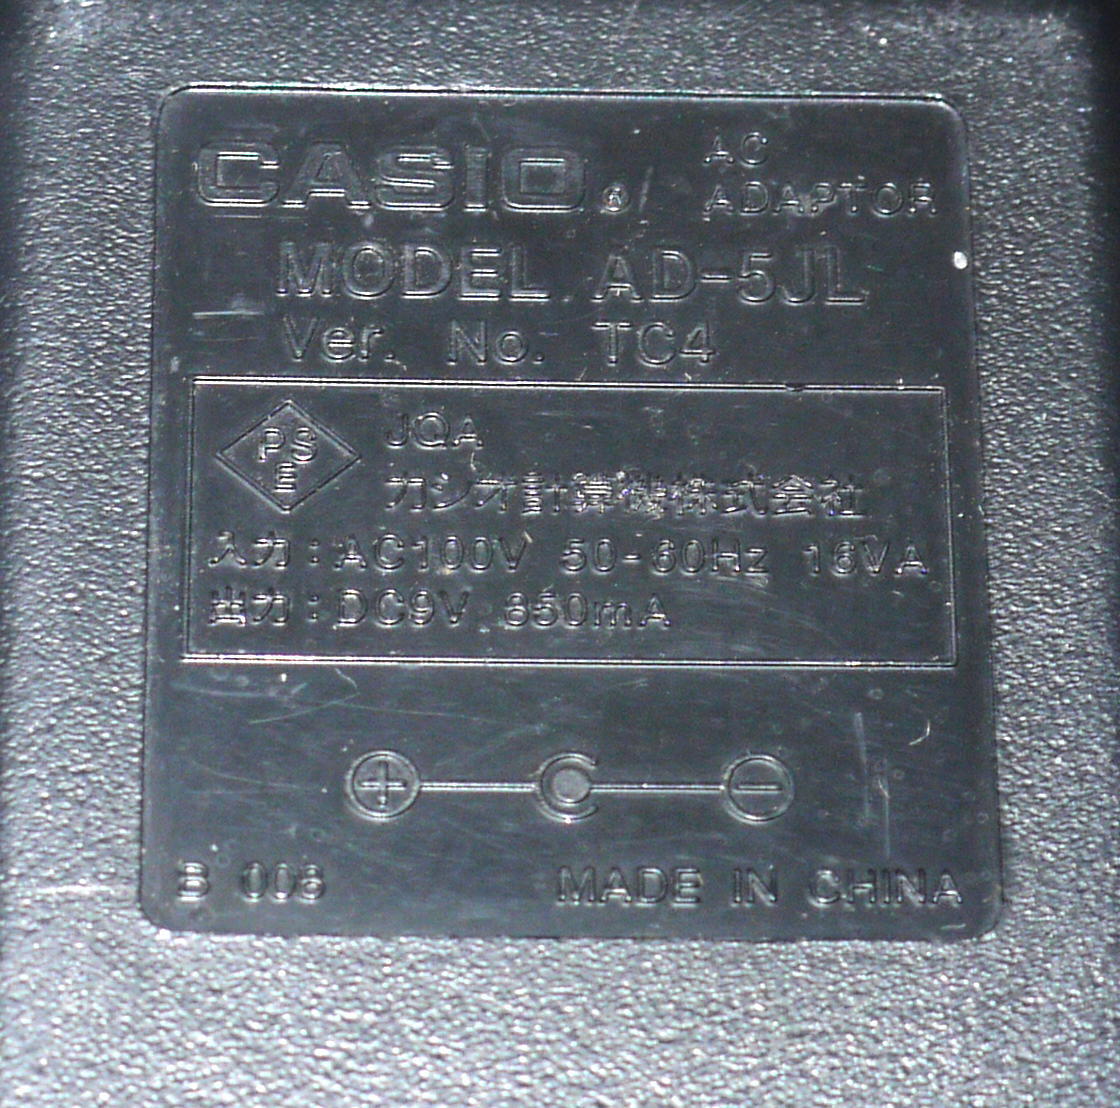 CASIO® AC
ADAPTOR
MODEL AD-5JL
Ver. No. TC4
PS
E
JQA
カシオ計算機株式会社
入力：AC100V 50-60Hz 16VA
出力：DC9V 850mA
B 008
MADE IN CHINA